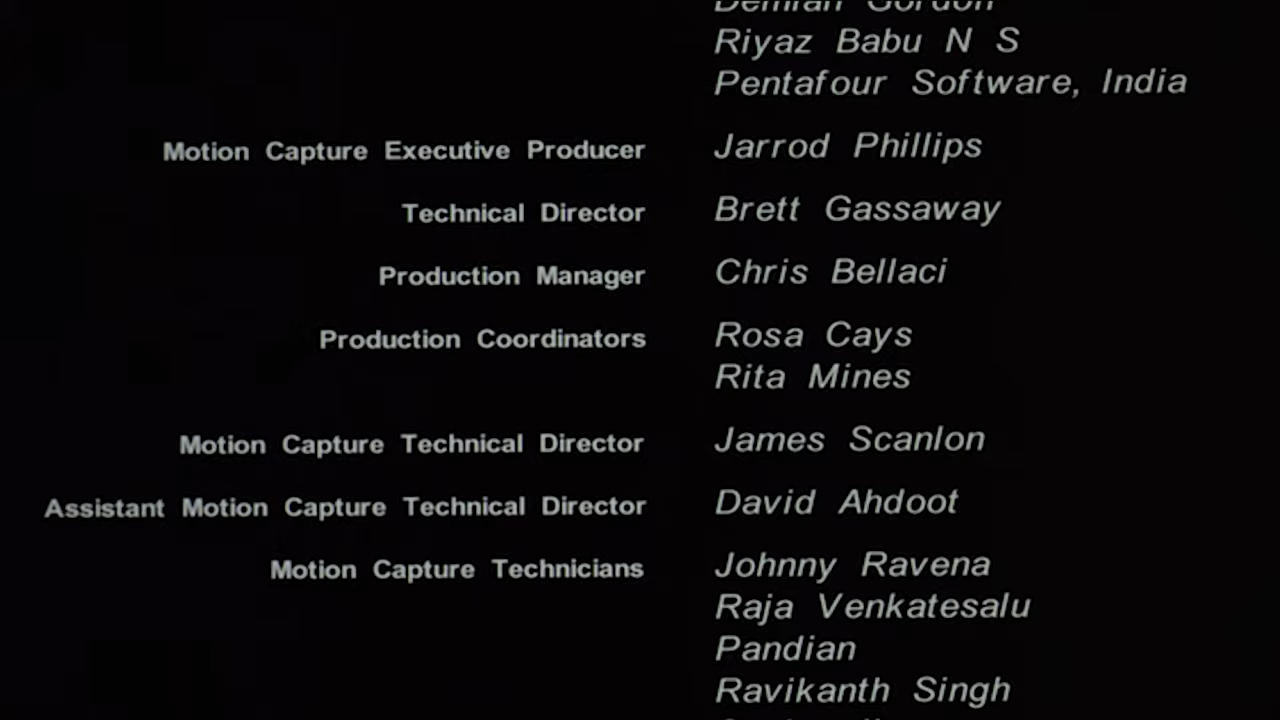 Demian Gordon
Riyaz Babu N S
Pentafour Software, India
Motion Capture Executive Producer Jarrod Phillips
Technical Director Brett Gassaway
Production Manager Chris Bellaci
Production Coordinators Rosa Cays
Rita Mines
Motion Capture Technical Director James Scanlon
Assistant Motion Capture Technical Director David Ahdoot
Motion Capture Technicians Johnny Ravena
Raja Venkatesalu
Pandian
Ravikanth Singh